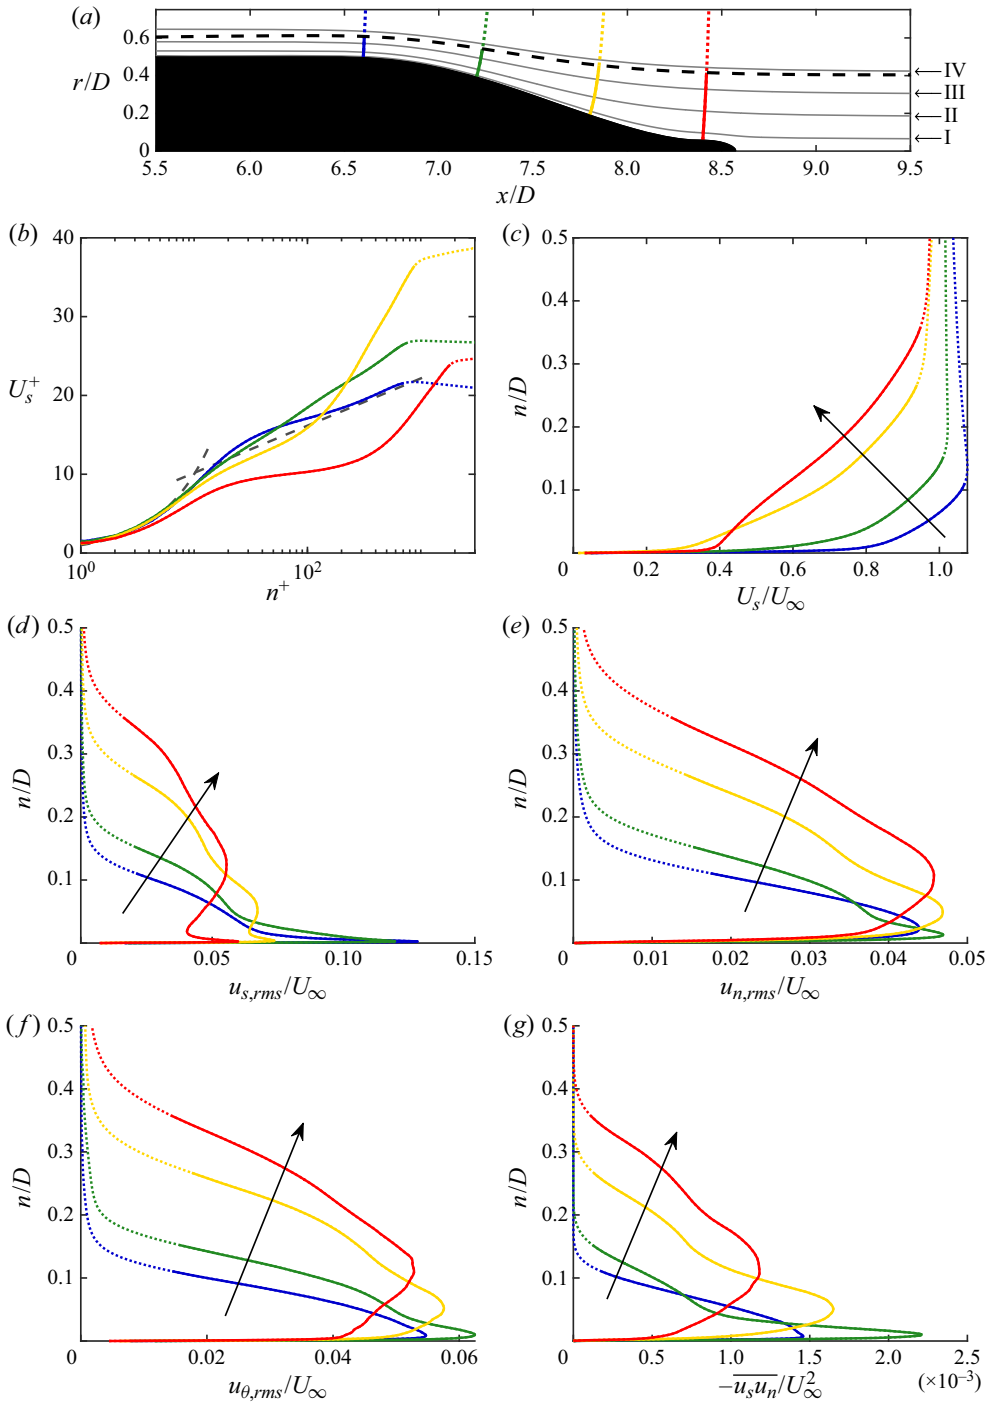 (a)
0.6
0.4
0.2
0
r/D
IV
III
II
I
5.5 6.0 6.5 7.0 7.5 8.0 8.5 9.0 9.5
x/D
(b)
40
30
20
10
0
U_s^+
10^0 10^2
n^+
(c)
0.5
0.4
0.3
0.2
0.1
n/D
0 0.2 0.4 0.6 0.8 1.0
U_s/U_∞
(d)
0.5
0.4
0.3
0.2
0.1
n/D
0 0.05 0.10 0.15
u_{s,rms}/U_∞
(e)
0.5
0.4
0.3
0.2
0.1
n/D
0 0.01 0.02 0.03 0.04 0.05
u_{n,rms}/U_∞
(f)
0.5
0.4
0.3
0.2
0.1
n/D
0 0.02 0.04 0.06
u_{θ,rms}/U_∞
(g)
0.5
0.4
0.3
0.2
0.1
n/D
0 0.5 1.0 1.5 2.0 2.5
−\overline{u_s u_n}/U_∞^2
(×10^{−3})